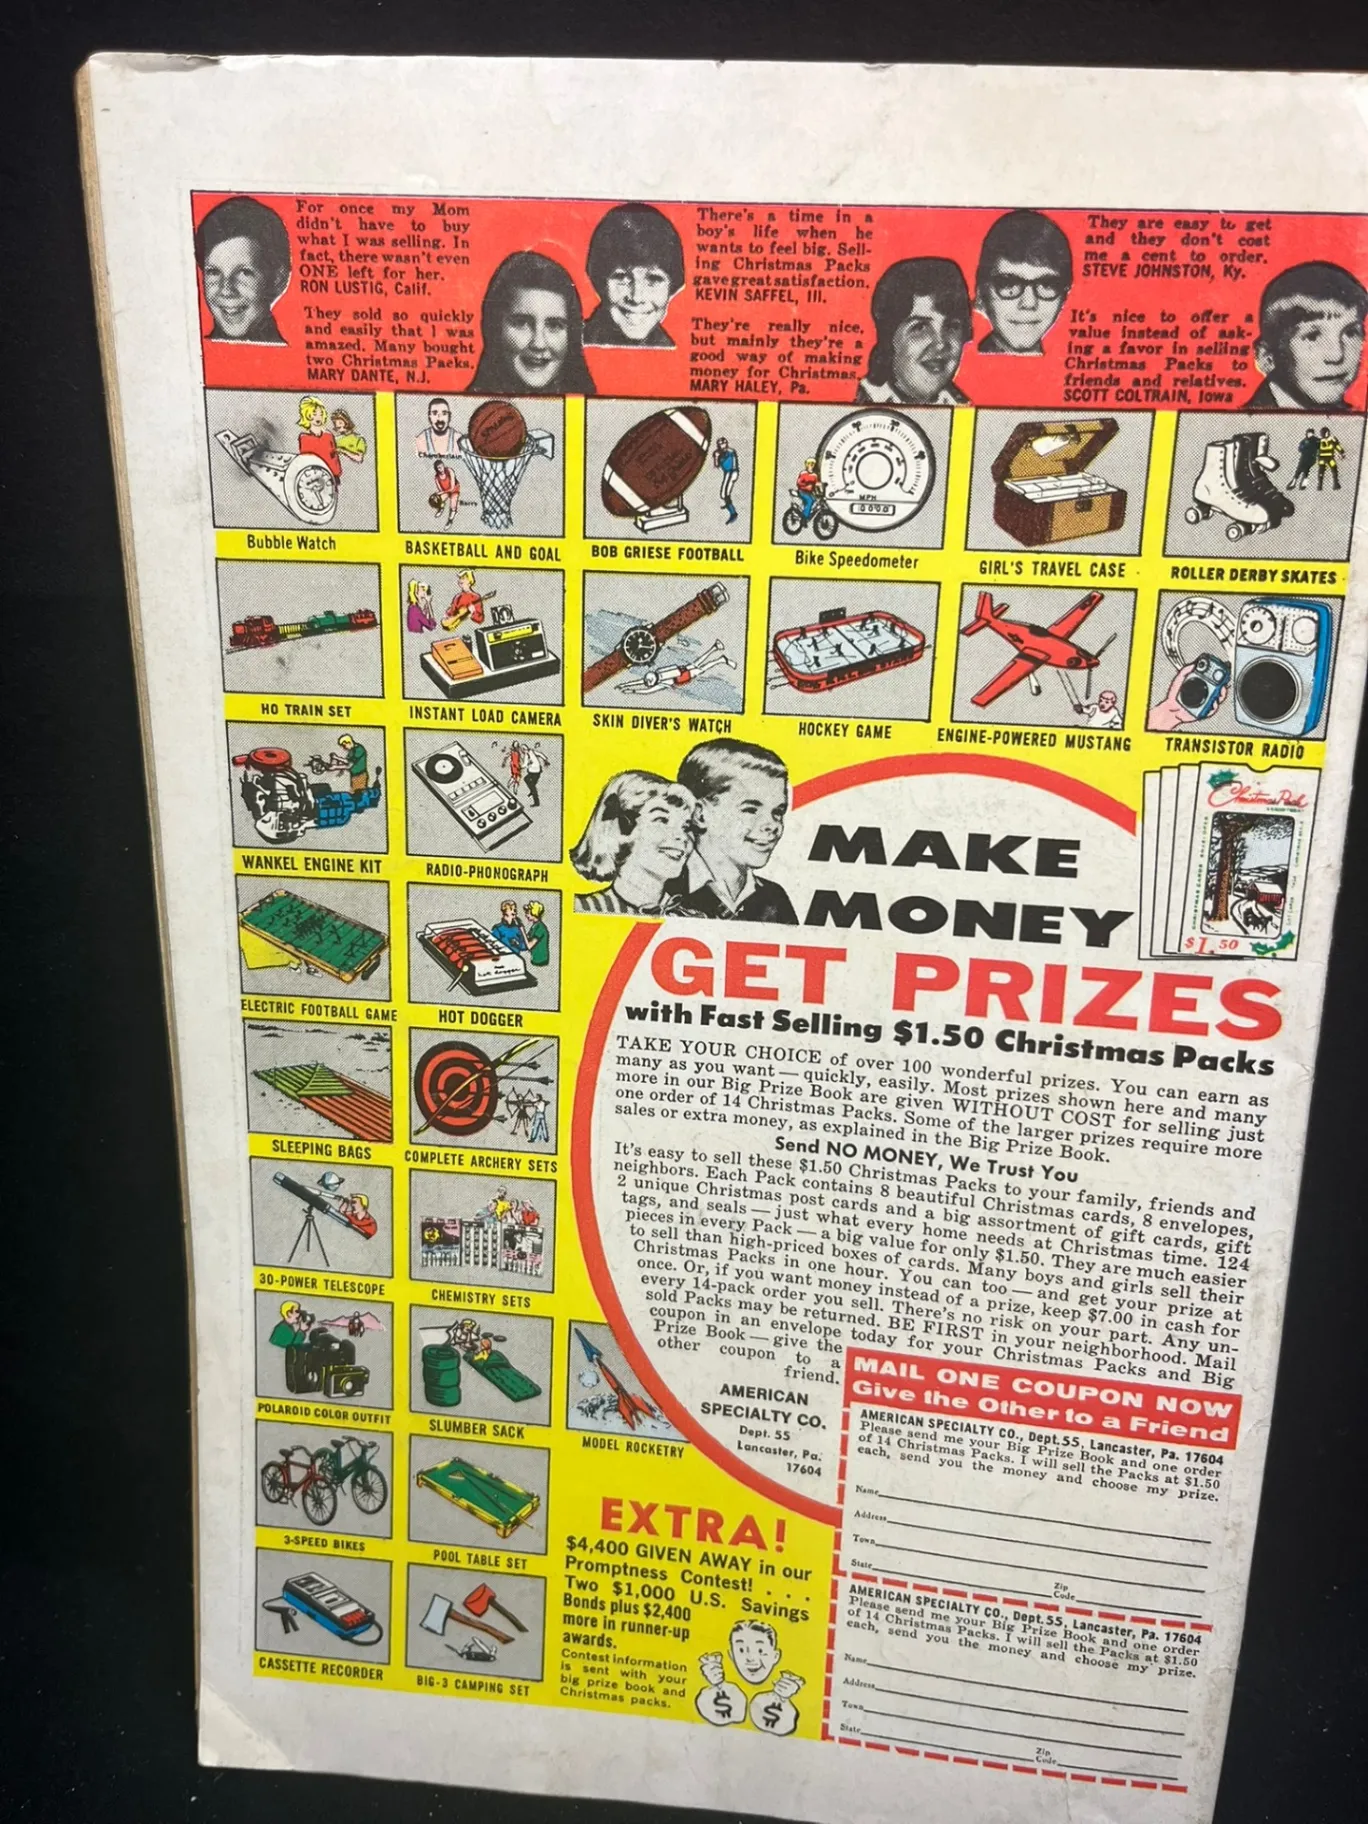 For once my Mom
didn't have to buy
what I was selling. In
fact, there wasn't even
ONE left for her.
RON LUSTIG, Calif.
They sold so quickly
and easily that I was
amazed. Many bought
two Christmas Packs.
MARY DANTE, N.J.
There's a time in a
boy's life when he
wants to feel big. Sell-
ing Christmas Packs
gave great satisfaction.
KEVIN SAFFEL, Ill.
They're really nice,
but mainly they're a
good way of making
money for Christmas.
MARY HALEY, Pa.
They are easy to get
and they don't cost
me a cent to order.
STEVE JOHNSTON, Ky.
It's nice to offer a
value instead of ask-
ing a favor in selling
Christmas Packs to
friends and relatives.
SCOTT COLTRAIN, Iowa
Chamberlain
Barry
MPH
Bubble Watch
BASKETBALL AND GOAL
BOB GRIESE FOOTBALL
Bike Speedometer
GIRL'S TRAVEL CASE
ROLLER DERBY SKATES
HO TRAIN SET
INSTANT LOAD CAMERA
SKIN DIVER'S WATCH
HOCKEY GAME
ENGINE-POWERED MUSTANG
TRANSISTOR RADIO
WANKEL ENGINE KIT
RADIO-PHONOGRAPH
ELECTRIC FOOTBALL GAME
HOT DOGGER
SLEEPING BAGS
COMPLETE ARCHERY SETS
30-POWER TELESCOPE
CHEMISTRY SETS
POLAROID COLOR OUTFIT
SLUMBER SACK
MODEL ROCKETRY
3-SPEED BIKES
POOL TABLE SET
CASSETTE RECORDER
BIG-3 CAMPING SET
Christmas Pack
$1.50
MAKE
MONEY
GET PRIZES
with Fast Selling $1.50 Christmas Packs
TAKE YOUR CHOICE of over 100 wonderful prizes. You can earn as
many as you want — quickly, easily. Most prizes shown here and many
more in our Big Prize Book are given WITHOUT COST for selling just
one order of 14 Christmas Packs. Some of the larger prizes require more
sales or extra money, as explained in the Big Prize Book.
Send NO MONEY, We Trust You
It's easy to sell these $1.50 Christmas Packs to your family, friends and
neighbors. Each Pack contains 8 beautiful Christmas cards, 8 envelopes,
2 unique Christmas post cards and a big assortment of gift cards, gift
tags, and seals — just what every home needs at Christmas time. 124
pieces in every Pack — a big value for only $1.50. They are much easier
to sell than high-priced boxes of cards. Many boys and girls sell their
Christmas Packs in one hour. You can too — and get your prize at
once. Or, if you want money instead of a prize, keep $7.00 in cash for
every 14-pack order you sell. There's no risk on your part. Any un-
sold Packs may be returned. BE FIRST in your neighborhood. Mail
coupon in an envelope today for your Christmas Packs and Big
Prize Book — give the
other coupon to a
friend.
AMERICAN
SPECIALTY CO.
Dept. 55
Lancaster, Pa.
17604
EXTRA!
$4,400 GIVEN AWAY in our
Promptness Contest! . . .
Two $1,000 U.S. Savings
Bonds plus $2,400
more in runner-up
awards.
Contest information
is sent with your
big prize book and
Christmas packs.
$ $
MAIL ONE COUPON NOW
Give the Other to a Friend
AMERICAN SPECIALTY CO., Dept. 55, Lancaster, Pa. 17604
Please send me your Big Prize Book and one order
of 14 Christmas Packs. I will sell the Packs at $1.50
each, send you the money and choose my prize.
Name
Address
Town
State Zip Code
AMERICAN SPECIALTY CO., Dept. 55, Lancaster, Pa. 17604
Please send me your Big Prize Book and one order
of 14 Christmas Packs. I will sell the Packs at $1.50
each, send you the money and choose my prize.
Name
Address
Town
State Zip Code